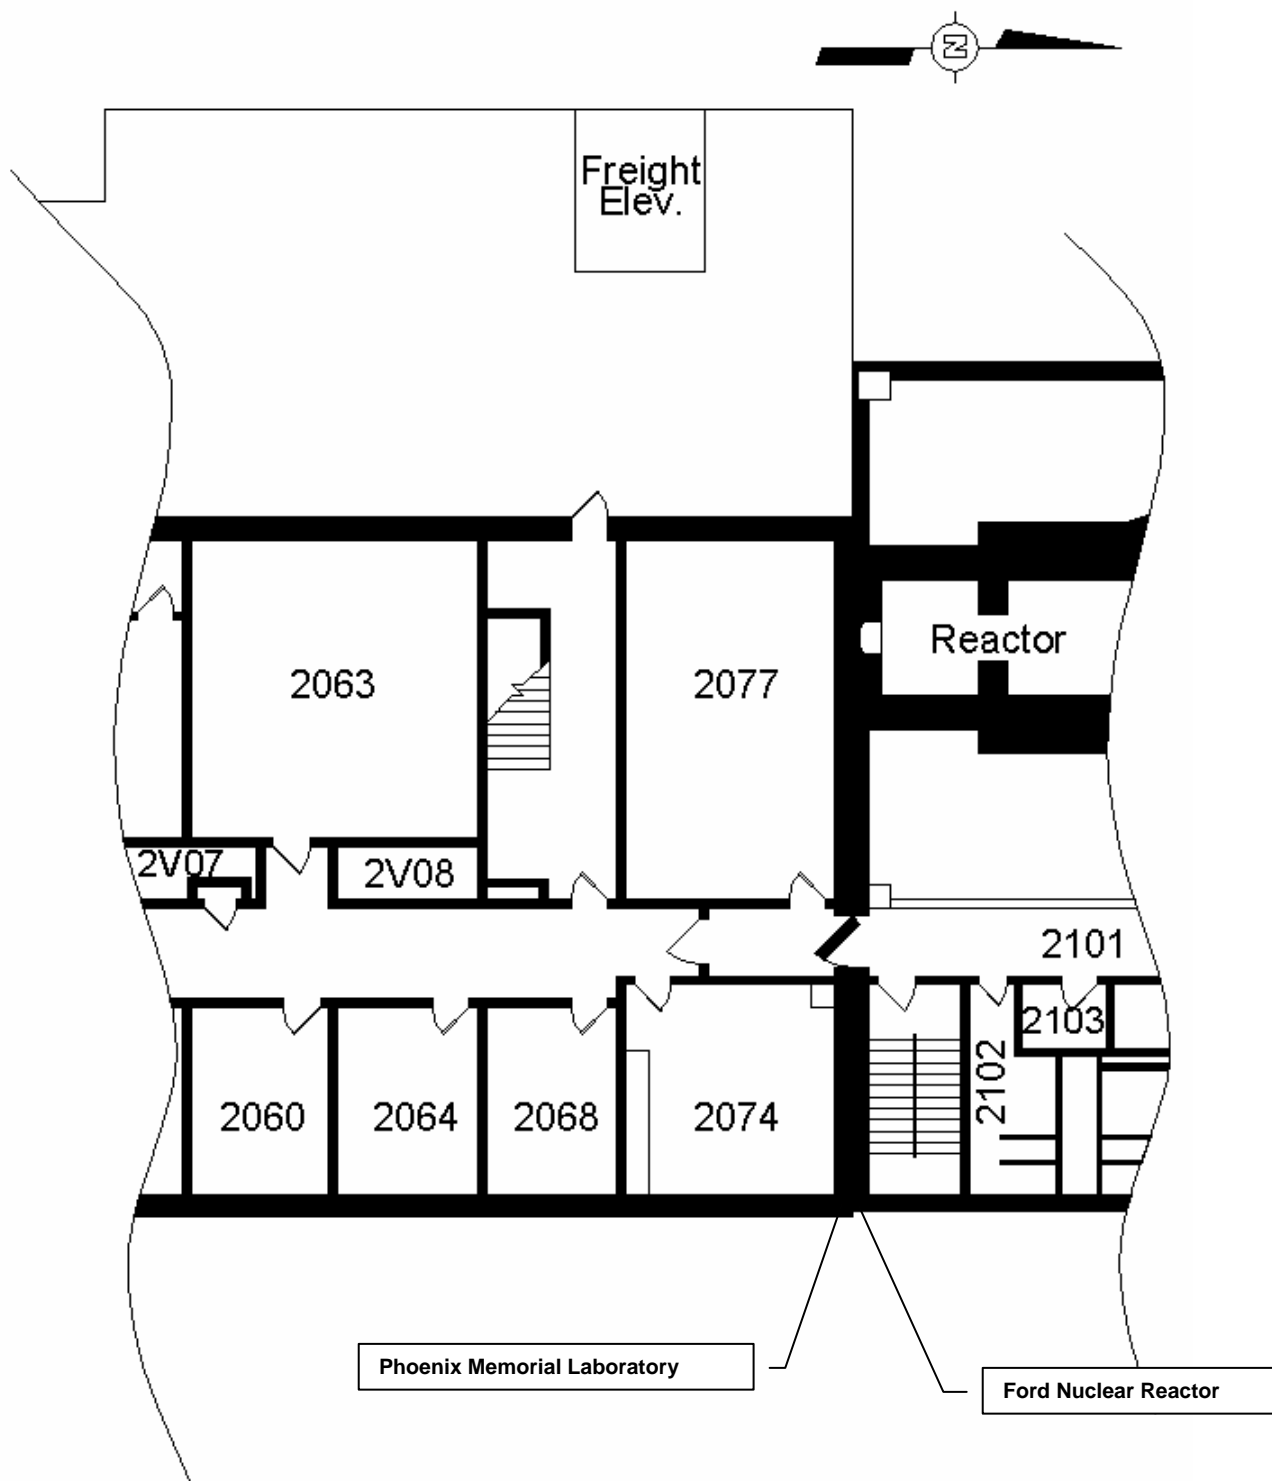 N
Freight
Elev.
Reactor
2063
2077
2V07
2V08
2101
2103
2102
2060
2064
2068
2074
Phoenix Memorial Laboratory
Ford Nuclear Reactor